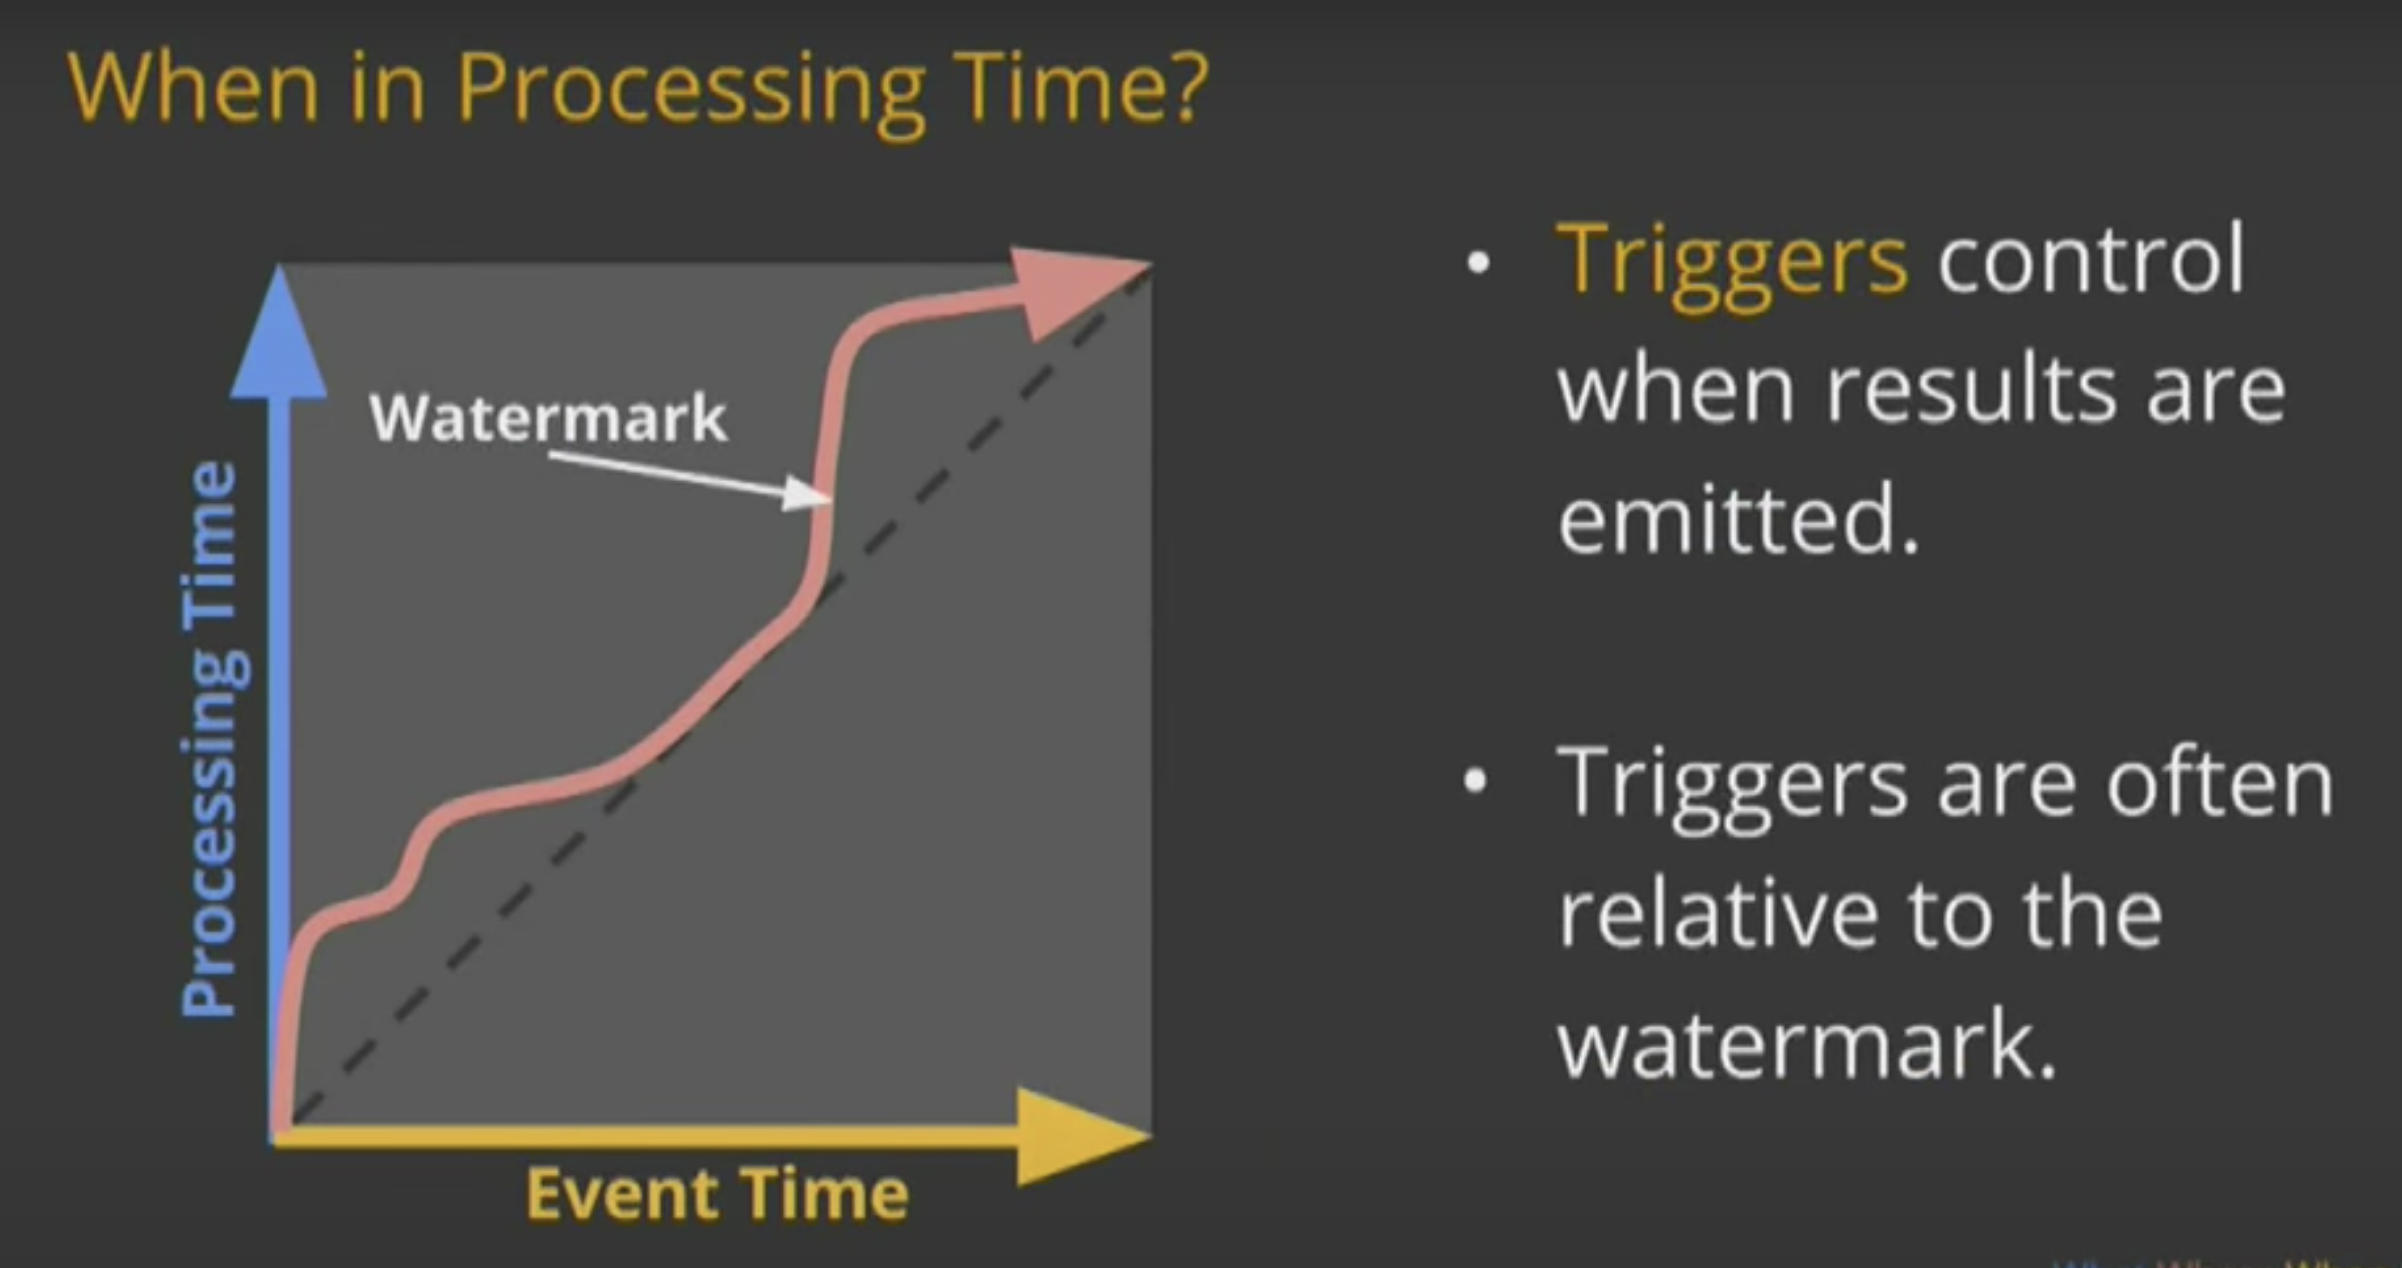 When in Processing Time?
Triggers control
when results are
emitted.
Triggers are often
relative to the
watermark.
Watermark
Processing Time
Event Time